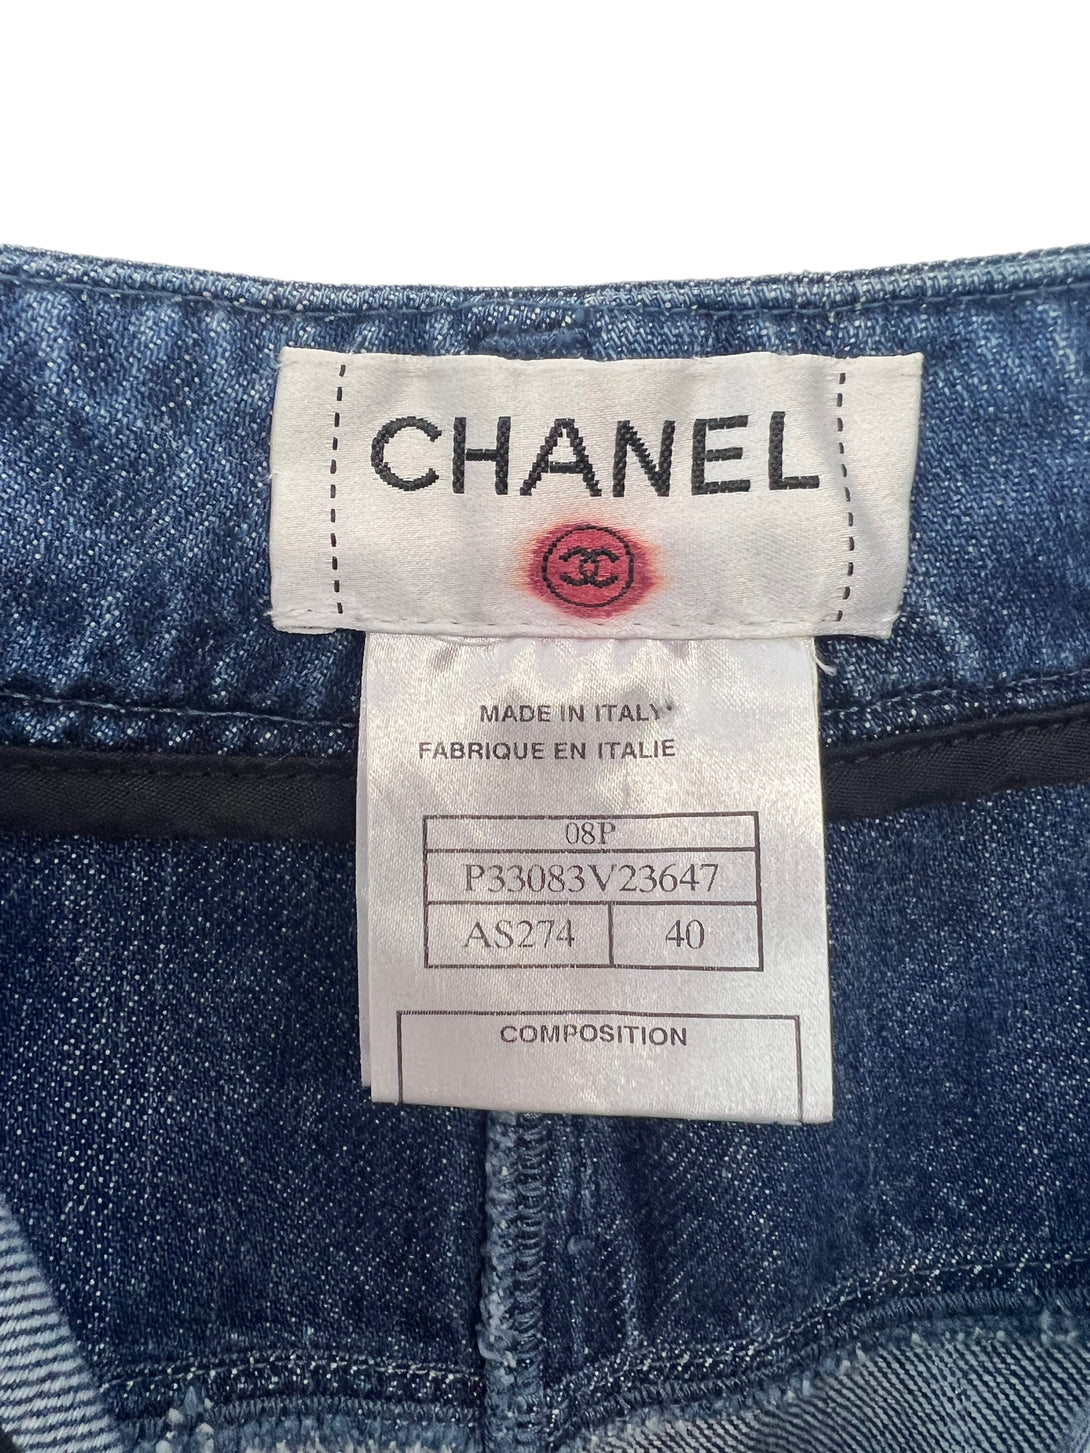 CHANEL
MADE IN ITALY
FABRIQUE EN ITALIE
08P
P33083V23647
AS274 40
COMPOSITION